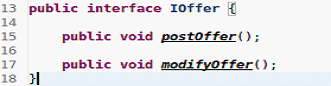 13 public interface IOffer {
14
15 public void postOffer();
16
17 public void modifyOffer();
18 }